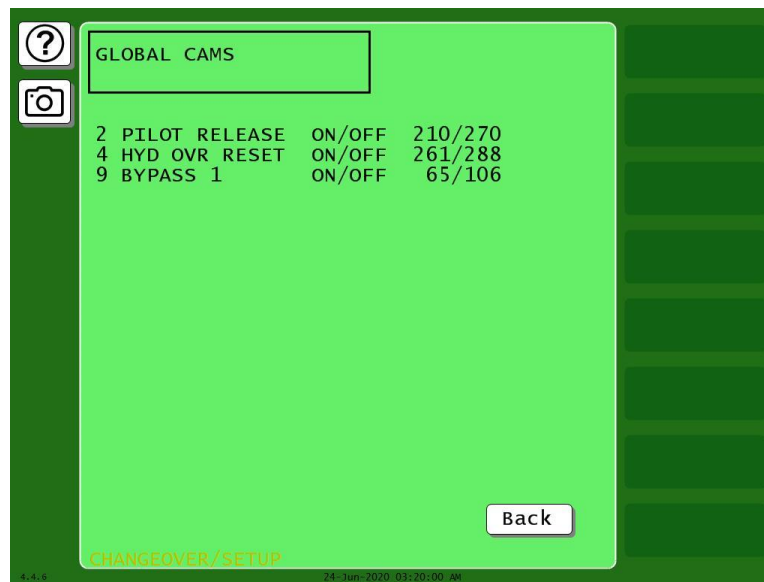 GLOBAL CAMS
2 PILOT RELEASE ON/OFF 210/270
4 HYD OVR RESET ON/OFF 261/288
9 BYPASS 1 ON/OFF 65/106
Back
CHANGEOVER/SETUP
4.4.6 24-Jun-2020 03:20:00 AM